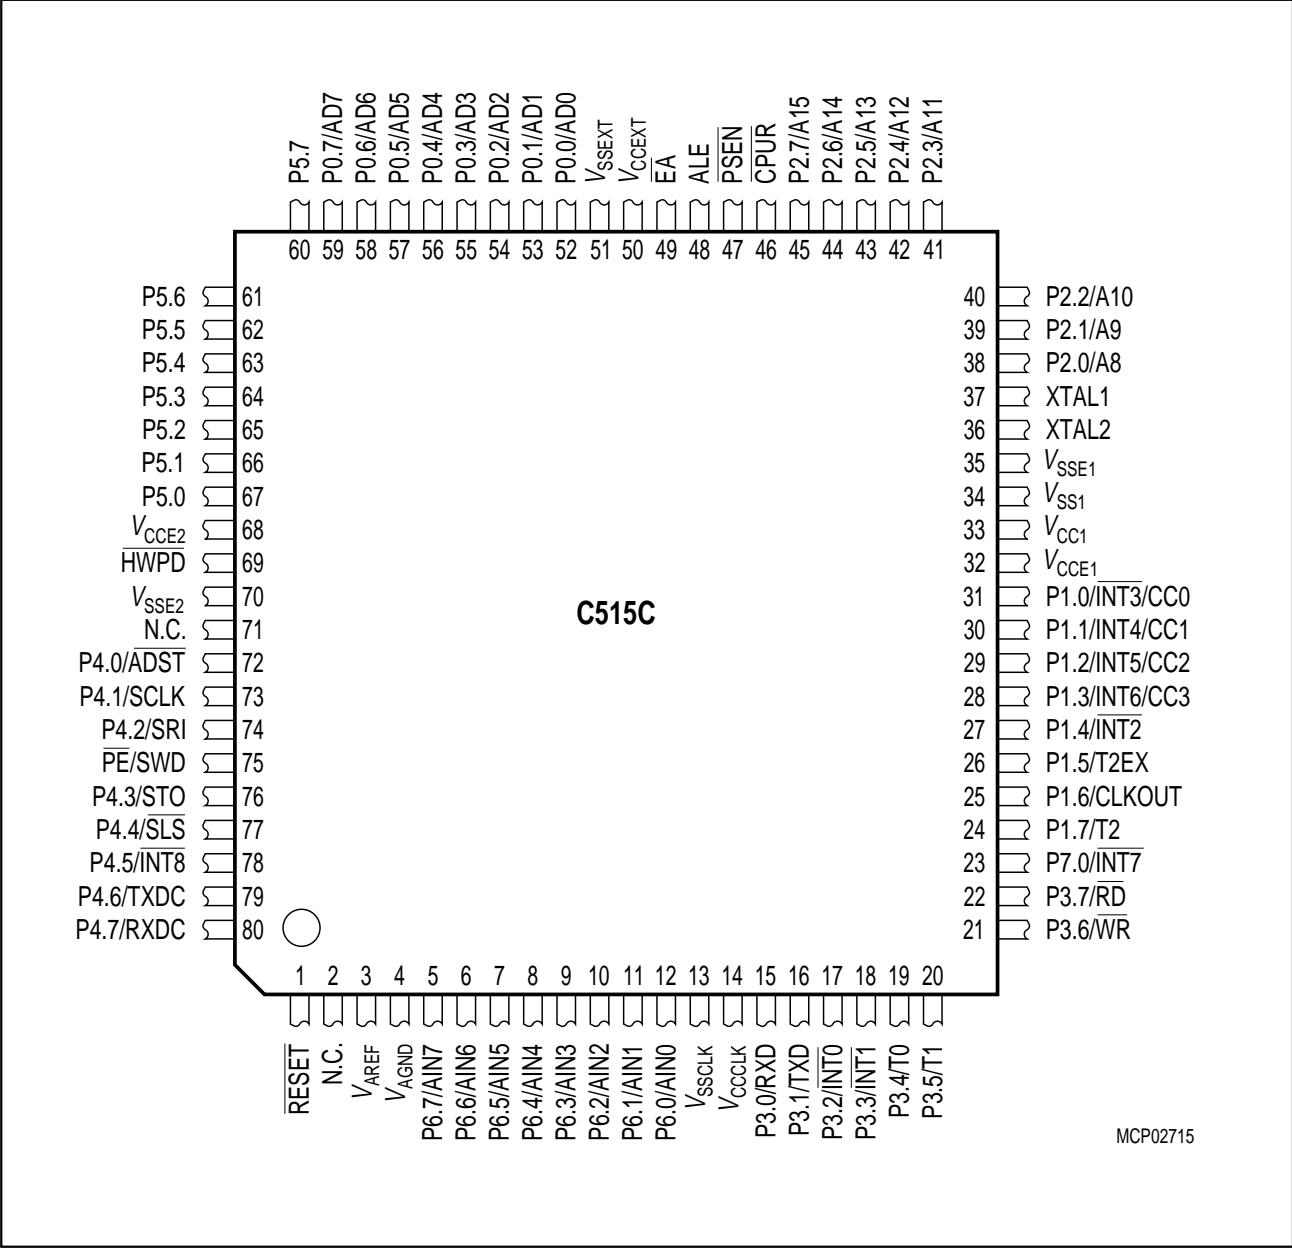 P5.7
P0.7/AD7
P0.6/AD6
P0.5/AD5
P0.4/AD4
P0.3/AD3
P0.2/AD2
P0.1/AD1
P0.0/AD0
VSSEXT
VCCEXT
EA
ALE
PSEN
CPUR
P2.7/A15
P2.6/A14
P2.5/A13
P2.4/A12
P2.3/A11
60 59 58 57 56 55 54 53 52 51 50 49 48 47 46 45 44 43 42 41
P5.6 61
P5.5 62
P5.4 63
P5.3 64
P5.2 65
P5.1 66
P5.0 67
VCCE2 68
HWPD 69
VSSE2 70
N.C. 71
P4.0/ADST 72
P4.1/SCLK 73
P4.2/SRI 74
PE/SWD 75
P4.3/STO 76
P4.4/SLS 77
P4.5/INT8 78
P4.6/TXDC 79
P4.7/RXDC 80
C515C
40 P2.2/A10
39 P2.1/A9
38 P2.0/A8
37 XTAL1
36 XTAL2
35 VSSE1
34 VSS1
33 VCC1
32 VCCE1
31 P1.0/INT3/CC0
30 P1.1/INT4/CC1
29 P1.2/INT5/CC2
28 P1.3/INT6/CC3
27 P1.4/INT2
26 P1.5/T2EX
25 P1.6/CLKOUT
24 P1.7/T2
23 P7.0/INT7
22 P3.7/RD
21 P3.6/WR
1 2 3 4 5 6 7 8 9 10 11 12 13 14 15 16 17 18 19 20
RESET
N.C.
VAREF
VAGND
P6.7/AIN7
P6.6/AIN6
P6.5/AIN5
P6.4/AIN4
P6.3/AIN3
P6.2/AIN2
P6.1/AIN1
P6.0/AIN0
VSSCLK
VCCCLK
P3.0/RXD
P3.1/TXD
P3.2/INT0
P3.3/INT1
P3.4/T0
P3.5/T1
MCP02715